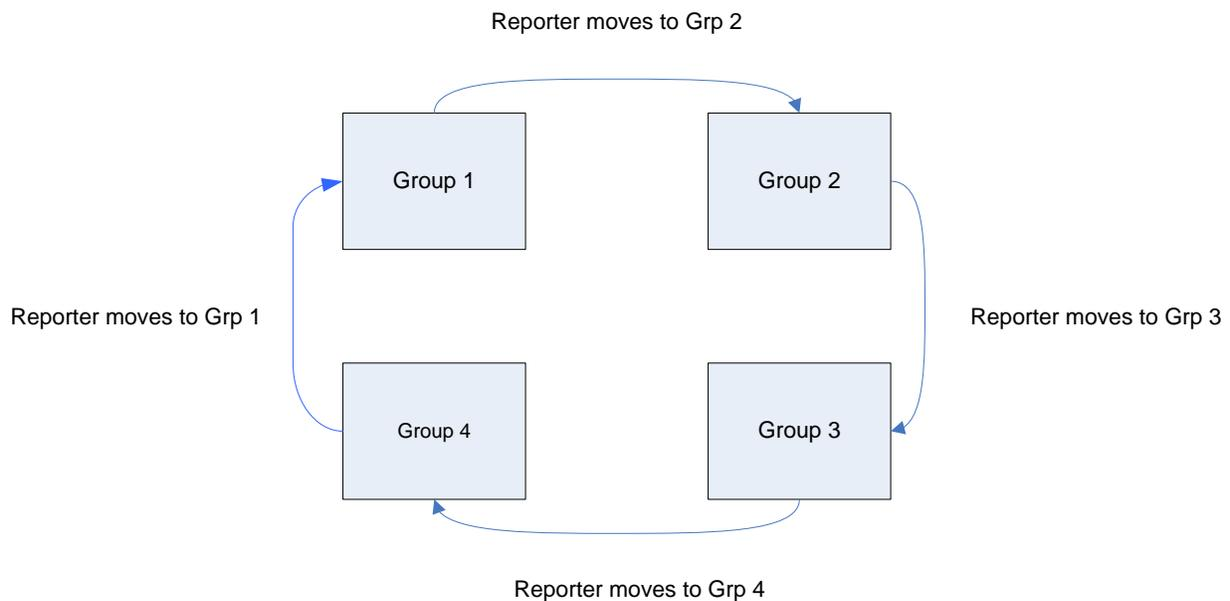 Reporter moves to Grp 2
Group 1
Group 2
Reporter moves to Grp 1
Reporter moves to Grp 3
Group 4
Group 3
Reporter moves to Grp 4